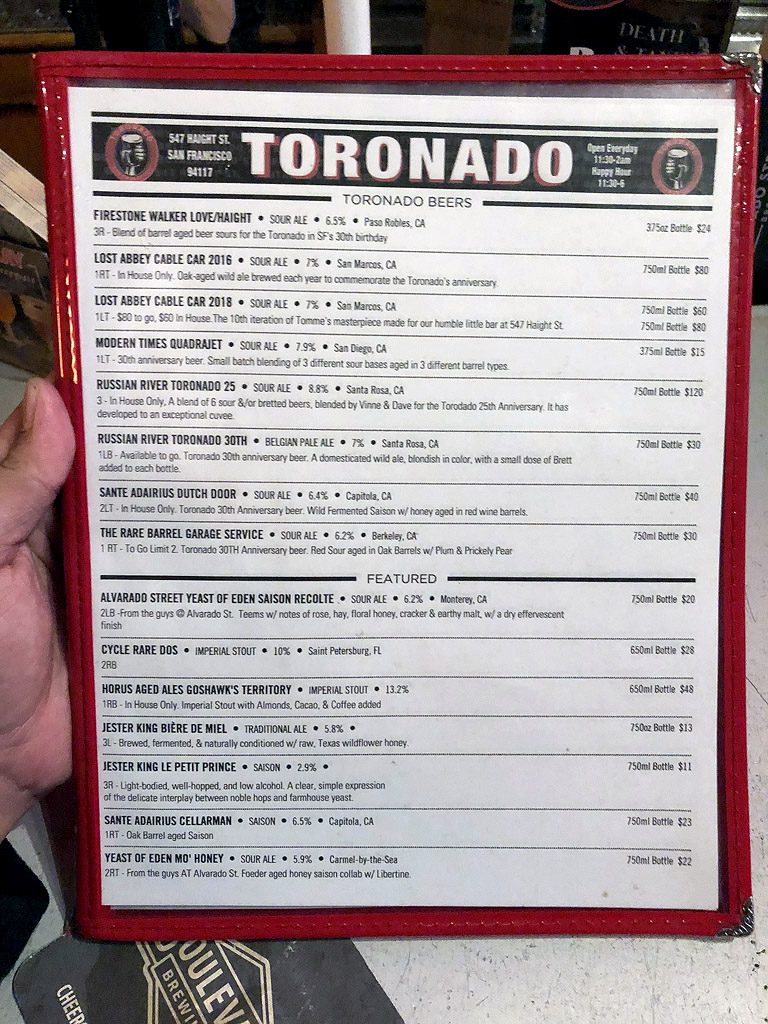 DEATH
& TAX
547 HAIGHT ST.
SAN FRANCISCO
94117
TORONADO
Open Everyday
11:30-2am
Happy Hour
11:30-6
TORONADO BEERS
FIRESTONE WALKER LOVE/HAIGHT • SOUR ALE • 6.5% • Paso Robles, CA 375oz Bottle $24
3R - Blend of barrel aged beer sours for the Toronado in SF's 30th birthday
LOST ABBEY CABLE CAR 2016 • SOUR ALE • 7% • San Marcos, CA 750ml Bottle $80
1RT - In House Only. Oak-aged wild ale brewed each year to commemorate the Toronado's anniversary.
LOST ABBEY CABLE CAR 2018 • SOUR ALE • 7% • San Marcos, CA 750ml Bottle $60
1LT - $80 to go, $60 In House.The 10th iteration of Tomme's masterpiece made for our humble little bar at 547 Haight St. 750ml Bottle $80
MODERN TIMES QUADRAJET • SOUR ALE • 7.9% • San Diego, CA 375ml Bottle $15
1LT - 30th anniversary beer. Small batch blending of 3 different sour bases aged in 3 different barrel types.
RUSSIAN RIVER TORONADO 25 • SOUR ALE • 8.8% • Santa Rosa, CA 750ml Bottle $120
3 - In House Only, A blend of 6 sour &/or bretted beers, blended by Vinne & Dave for the Torodado 25th Anniversary. It has
developed to an exceptional cuvee.
RUSSIAN RIVER TORONADO 30TH • BELGIAN PALE ALE • 7% • Santa Rosa, CA 750ml Bottle $30
1LB - Available to go. Toronado 30th anniversary beer. A domesticated wild ale, blondish in color, with a small dose of Brett
added to each bottle.
SANTE ADAIRIUS DUTCH DOOR • SOUR ALE • 6.4% • Capitola, CA 750ml Bottle $40
2LT - In House Only. Toronado 30th Anniversary beer. Wild Fermented Saison w/ honey aged in red wine barrels.
THE RARE BARREL GARAGE SERVICE • SOUR ALE • 6.2% • Berkeley, CA 750ml Bottle $30
1 RT - To Go Limit 2. Toronado 30TH Anniversary beer. Red Sour aged in Oak Barrels w/ Plum & Prickely Pear
FEATURED
ALVARADO STREET YEAST OF EDEN SAISON RECOLTE • SOUR ALE • 6.2% • Monterey, CA 750ml Bottle $20
2LB -From the guys @ Alvarado St. Teems w/ notes of rose, hay, floral honey, cracker & earthy malt, w/ a dry effervescent
finish
CYCLE RARE DOS • IMPERIAL STOUT • 10% • Saint Petersburg, FL 650ml Bottle $28
2RB
HORUS AGED ALES GOSHAWK'S TERRITORY • IMPERIAL STOUT • 13.2% 650ml Bottle $48
1RB - In House Only. Imperial Stout with Almonds, Cacao, & Coffee added
JESTER KING BIÈRE DE MIEL • TRADITIONAL ALE • 5.8% • 750oz Bottle $13
3L - Brewed, fermented, & naturally conditioned w/ raw, Texas wildflower honey.
JESTER KING LE PETIT PRINCE • SAISON • 2.9% • 750ml Bottle $11
3R - Light-bodied, well-hopped, and low alcohol. A clear, simple expression
of the delicate interplay between noble hops and farmhouse yeast.
SANTE ADAIRIUS CELLARMAN • SAISON • 6.5% • Capitola, CA 750ml Bottle $23
1RT - Oak Barrel aged Saison
YEAST OF EDEN MO' HONEY • SOUR ALE • 5.9% • Carmel-by-the-Sea 750ml Bottle $22
2RT - From the guys AT Alvarado St. Foeder aged honey saison collab w/ Libertine.
OULEV
BREWIN
CHEER